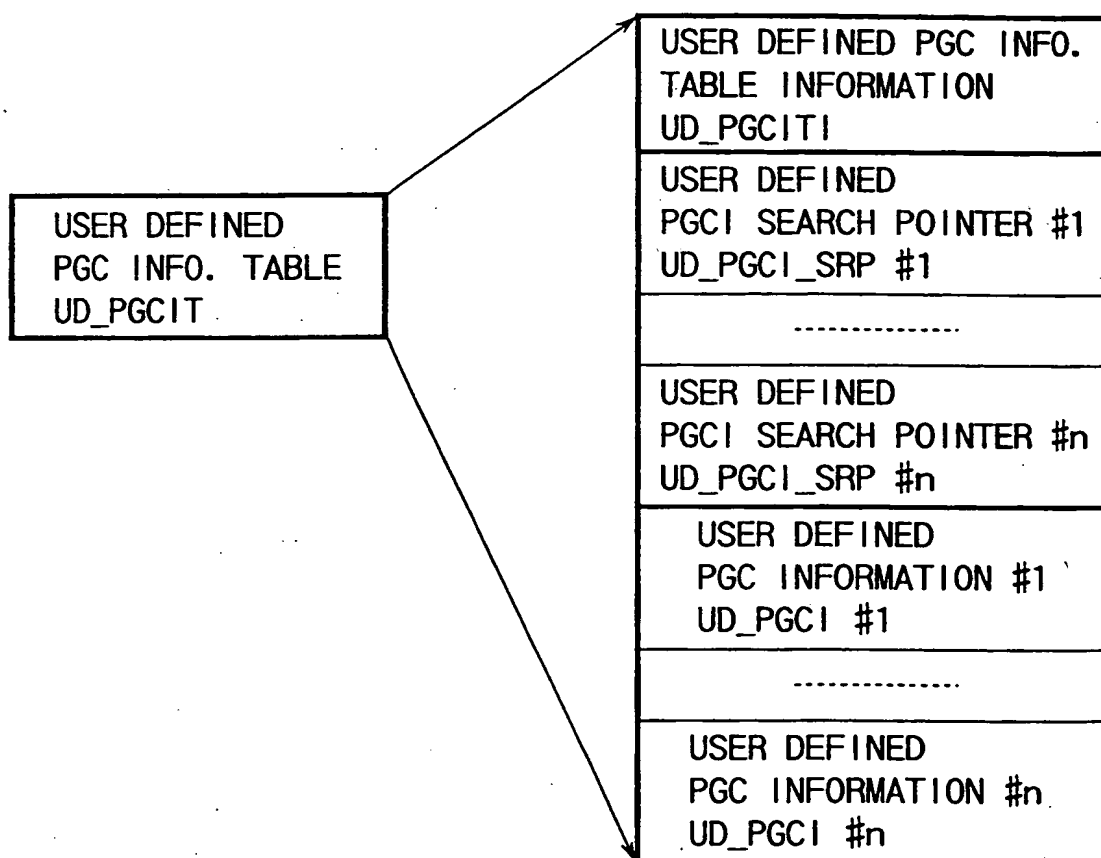 USER DEFINED
PGC INFO. TABLE
UD_PGCIT
USER DEFINED PGC INFO.
TABLE INFORMATION
UD_PGCITI
USER DEFINED
PGCI SEARCH POINTER #1
UD_PGCI_SRP #1
USER DEFINED
PGCI SEARCH POINTER #n
UD_PGCI_SRP #n
USER DEFINED
PGC INFORMATION #1
UD_PGCI #1
USER DEFINED
PGC INFORMATION #n
UD_PGCI #n